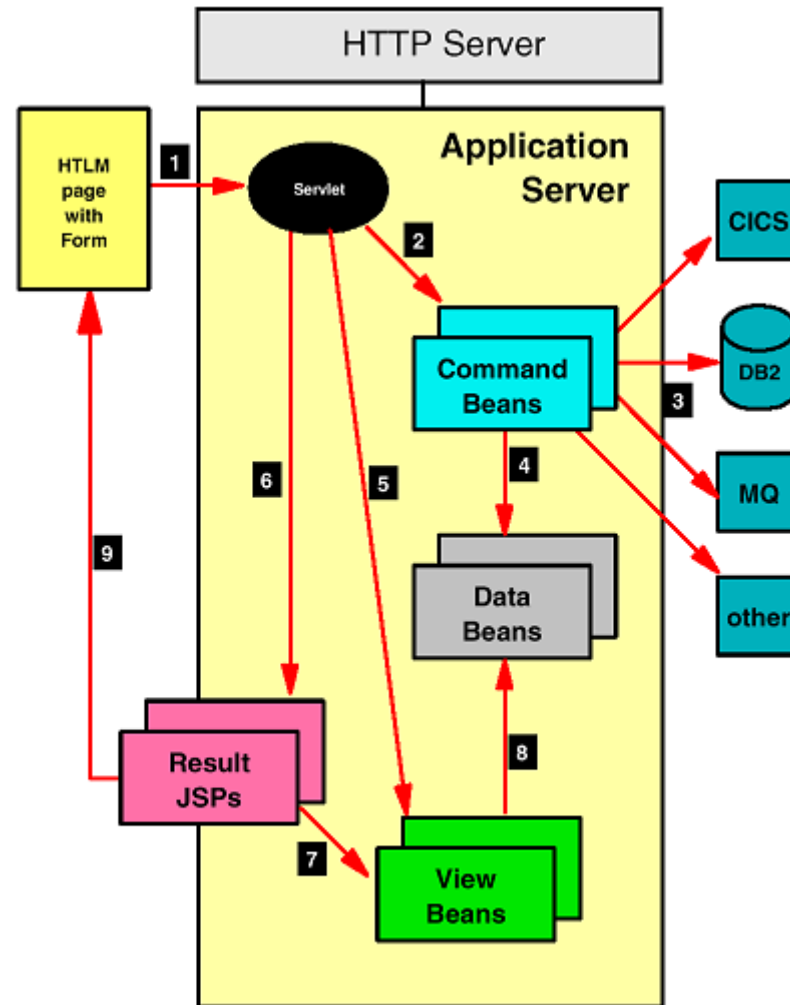 HTTP Server
Application
Server
HTLM
page
with
Form
1
Servlet
2
CICS
Command
Beans
DB2
3
4
MQ
5
6
9
Data
Beans
other
Result
JSPs
8
7
View
Beans